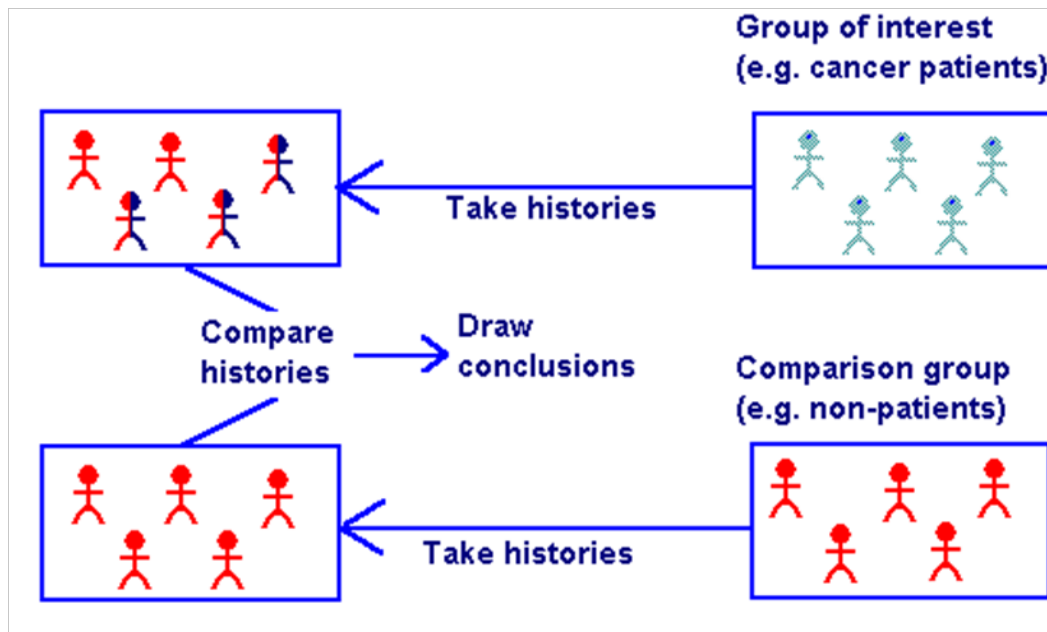 Group of interest
(e.g. cancer patients)
Take histories
Compare
histories
Draw
conclusions
Comparison group
(e.g. non-patients)
Take histories